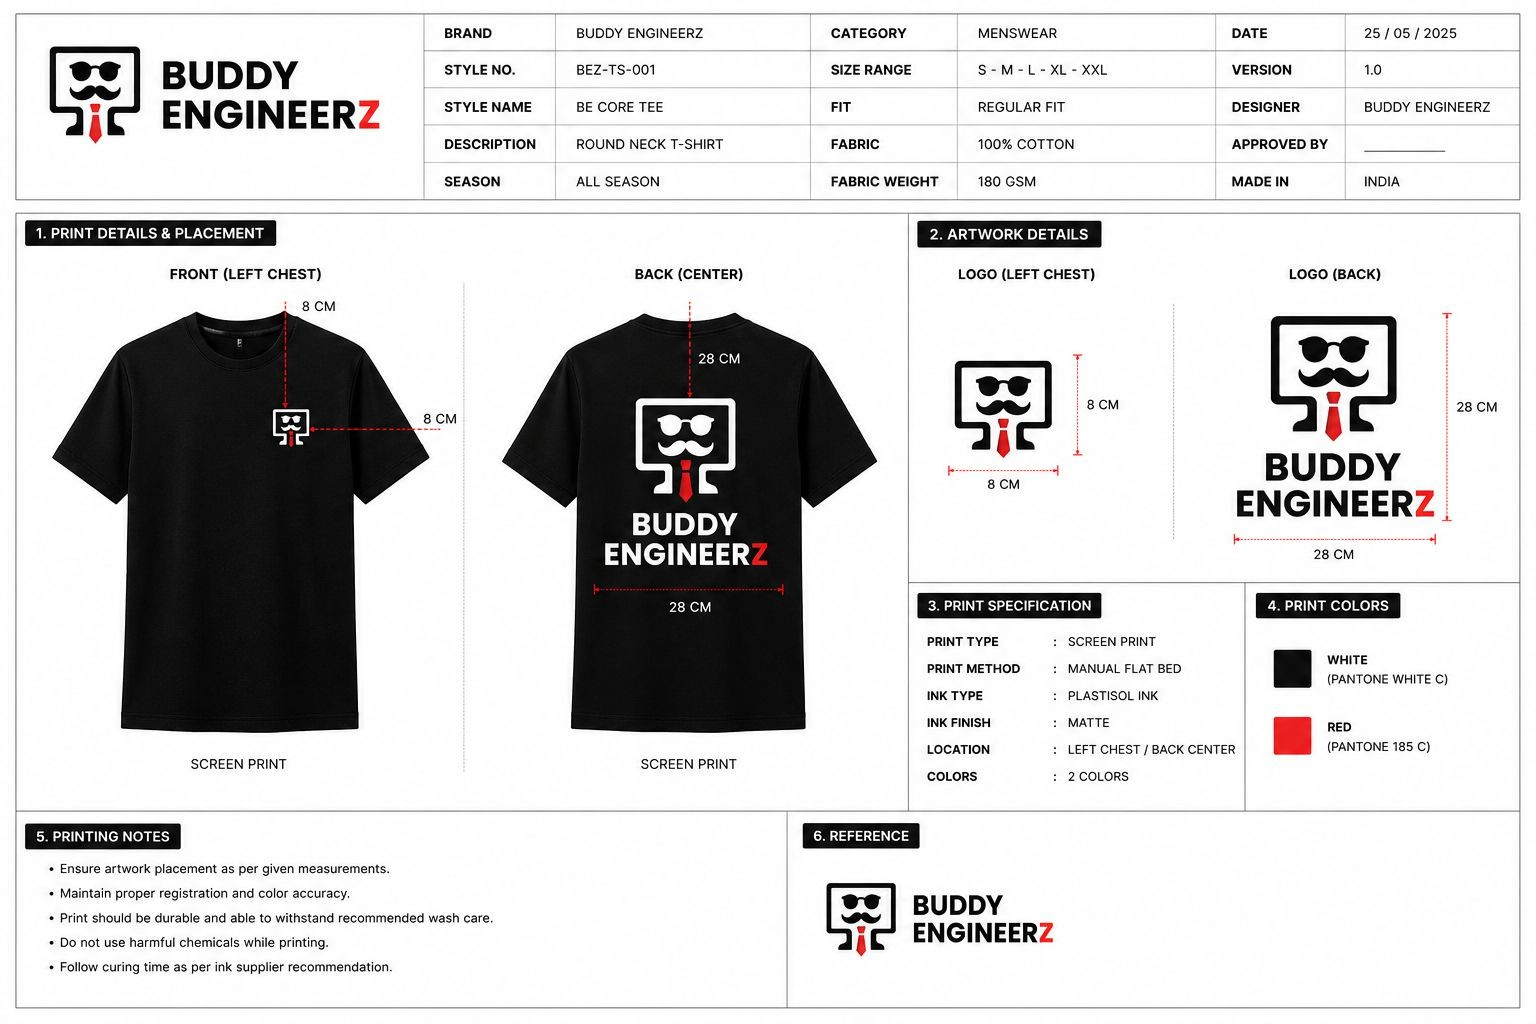 BUDDY
ENGINEERZ
BRAND BUDDY ENGINEERZ CATEGORY MENSWEAR DATE 25 / 05 / 2025
STYLE NO. BEZ-TS-001 SIZE RANGE S - M - L - XL - XXL VERSION 1.0
STYLE NAME BE CORE TEE FIT REGULAR FIT DESIGNER BUDDY ENGINEERZ
DESCRIPTION ROUND NECK T-SHIRT FABRIC 100% COTTON APPROVED BY ____________
SEASON ALL SEASON FABRIC WEIGHT 180 GSM MADE IN INDIA
1. PRINT DETAILS & PLACEMENT
FRONT (LEFT CHEST)
8 CM
8 CM
SCREEN PRINT
BACK (CENTER)
28 CM
BUDDY
ENGINEERZ
28 CM
SCREEN PRINT
2. ARTWORK DETAILS
LOGO (LEFT CHEST)
8 CM
8 CM
LOGO (BACK)
28 CM
BUDDY
ENGINEERZ
28 CM
3. PRINT SPECIFICATION
PRINT TYPE : SCREEN PRINT
PRINT METHOD : MANUAL FLAT BED
INK TYPE : PLASTISOL INK
INK FINISH : MATTE
LOCATION : LEFT CHEST / BACK CENTER
COLORS : 2 COLORS
4. PRINT COLORS
WHITE
(PANTONE WHITE C)
RED
(PANTONE 185 C)
5. PRINTING NOTES
• Ensure artwork placement as per given measurements.
• Maintain proper registration and color accuracy.
• Print should be durable and able to withstand recommended wash care.
• Do not use harmful chemicals while printing.
• Follow curing time as per ink supplier recommendation.
6. REFERENCE
BUDDY
ENGINEERZ